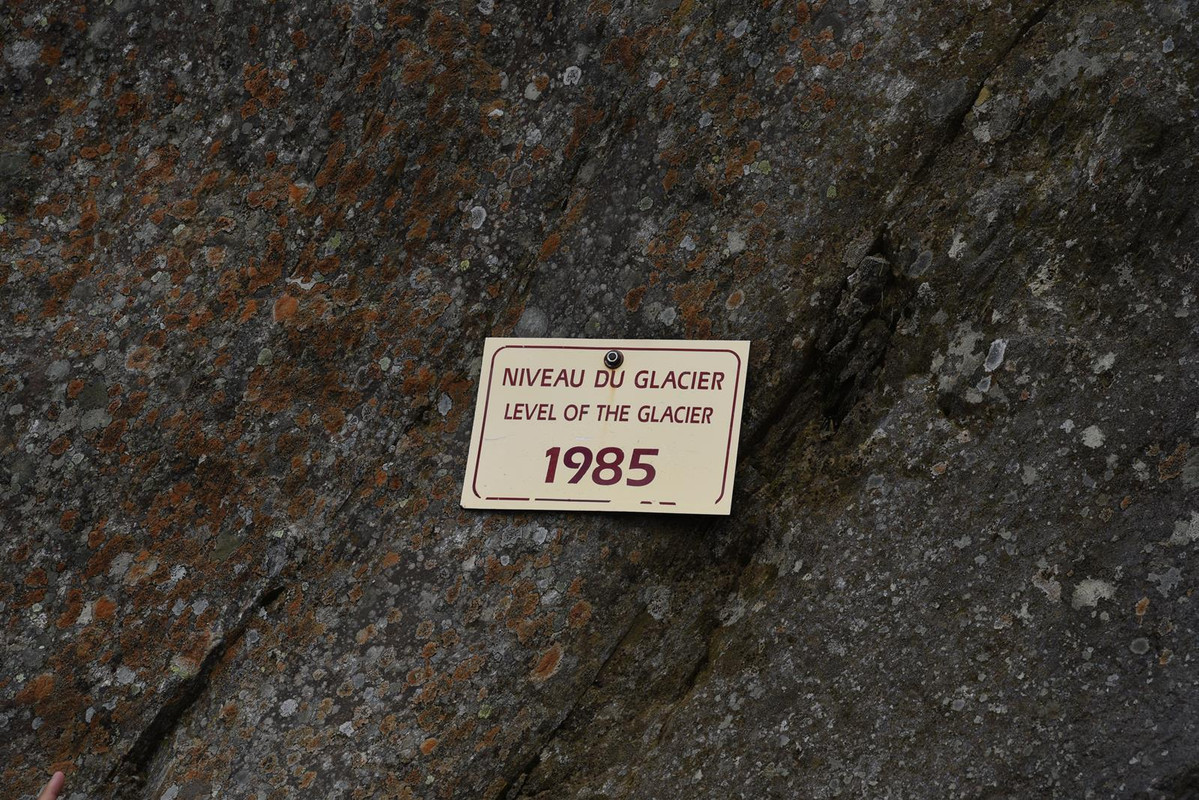 NIVEAU DU GLACIER
LEVEL OF THE GLACIER
1985